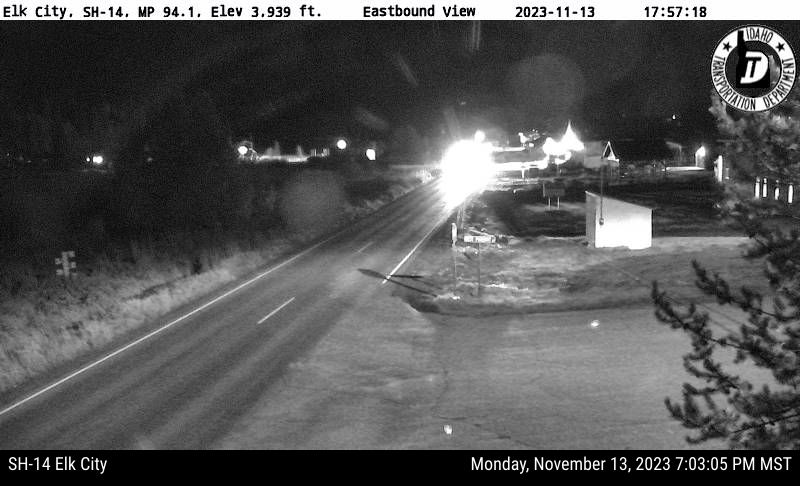 Elk City, SH-14, MP 94.1, Elev 3,939 ft. Eastbound View 2023-11-13 17:57:18
IDAHO
TRANSPORTATION DEPARTMENT
SH-14 Elk City Monday, November 13, 2023 7:03:05 PM MST